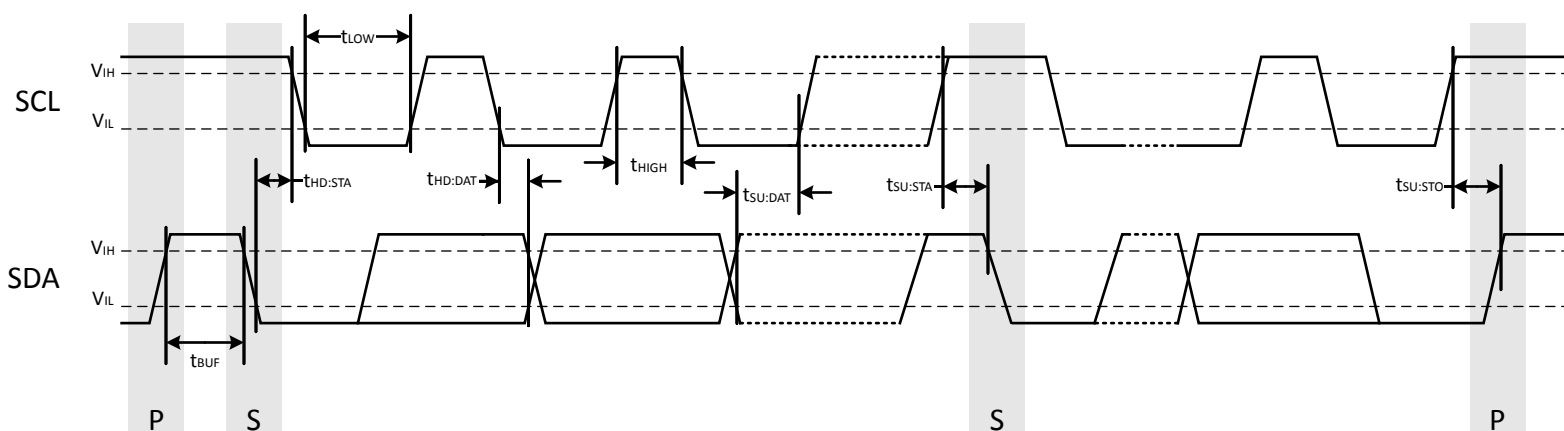 tLOW
VIH
SCL
VIL
tHD:STA
tHD:DAT
tHIGH
tSU:DAT
tSU:STA
tSU:STO
VIH
SDA
VIL
tBUF
P
S
S
P